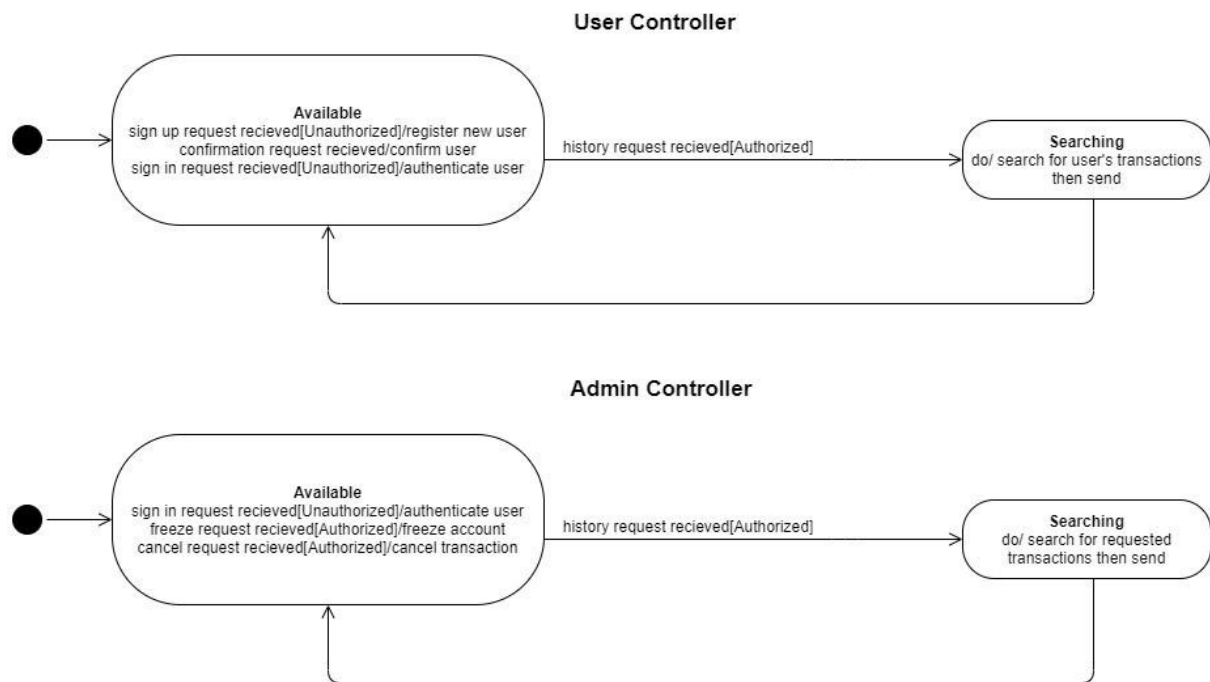 User Controller
Available
sign up request recieved[Unauthorized]/register new user
confirmation request recieved/confirm user
sign in request recieved[Unauthorized]/authenticate user
history request recieved[Authorized]
Searching
do/ search for user's transactions
then send
Admin Controller
Available
sign in request recieved[Unauthorized]/authenticate user
freeze request recieved[Authorized]/freeze account
cancel request recieved[Authorized]/cancel transaction
history request recieved[Authorized]
Searching
do/ search for requested
transactions then send